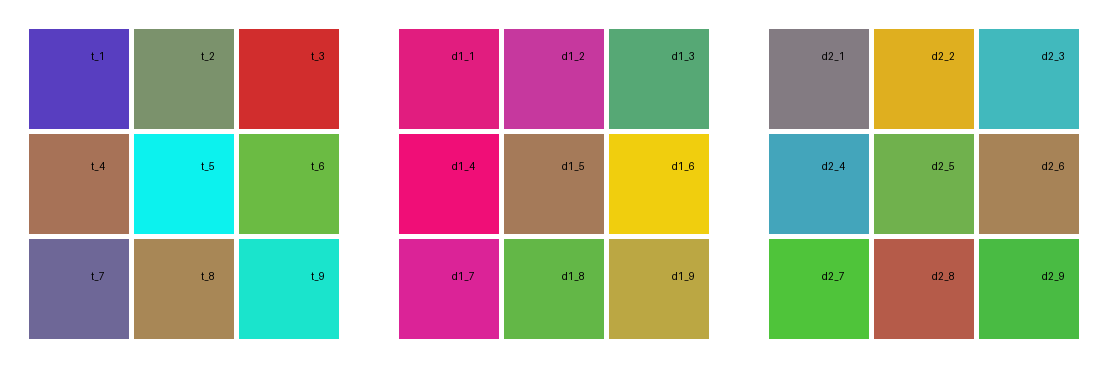 t_1 t_2 t_3 d1_1 d1_2 d1_3 d2_1 d2_2 d2_3
t_4 t_5 t_6 d1_4 d1_5 d1_6 d2_4 d2_5 d2_6
t_7 t_8 t_9 d1_7 d1_8 d1_9 d2_7 d2_8 d2_9